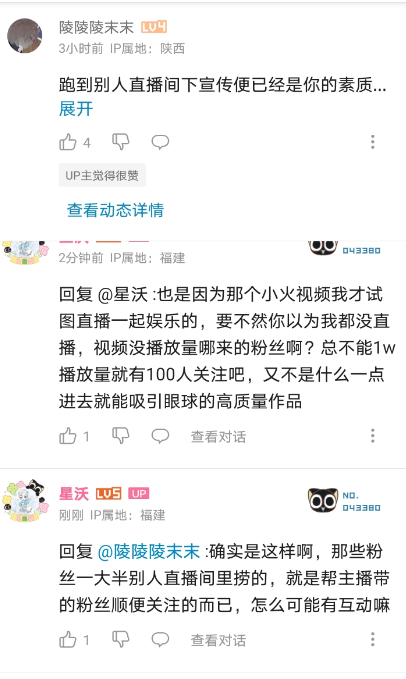 陵陵陵末末 LV4
3小时前 IP属地：陕西
跑到别人直播间下宣传便已经是你的素质...
展开
4
UP主觉得很赞
查看动态详情
043380
2分钟前 IP属地：福建
回复 @星沃 :也是因为那个小火视频我才试
图直播一起娱乐的，要不然你以为我都没直
播，视频没播放量哪来的粉丝啊？总不能1w
播放量就有100人关注吧，又不是什么一点
进去就能吸引眼球的高质量作品
1 查看对话
星沃 LV5 UP
NO.
043380
刚刚 IP属地：福建
回复 @陵陵陵末末 :确实是这样啊，那些粉
丝一大半别人直播间里捞的，就是帮主播带
的粉丝顺便关注的而已，怎么可能有互动嘛
1 查看对话